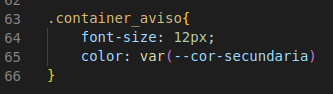 63 .container_aviso{
64 font-size: 12px;
65 color: var(--cor-secundaria)
66 }